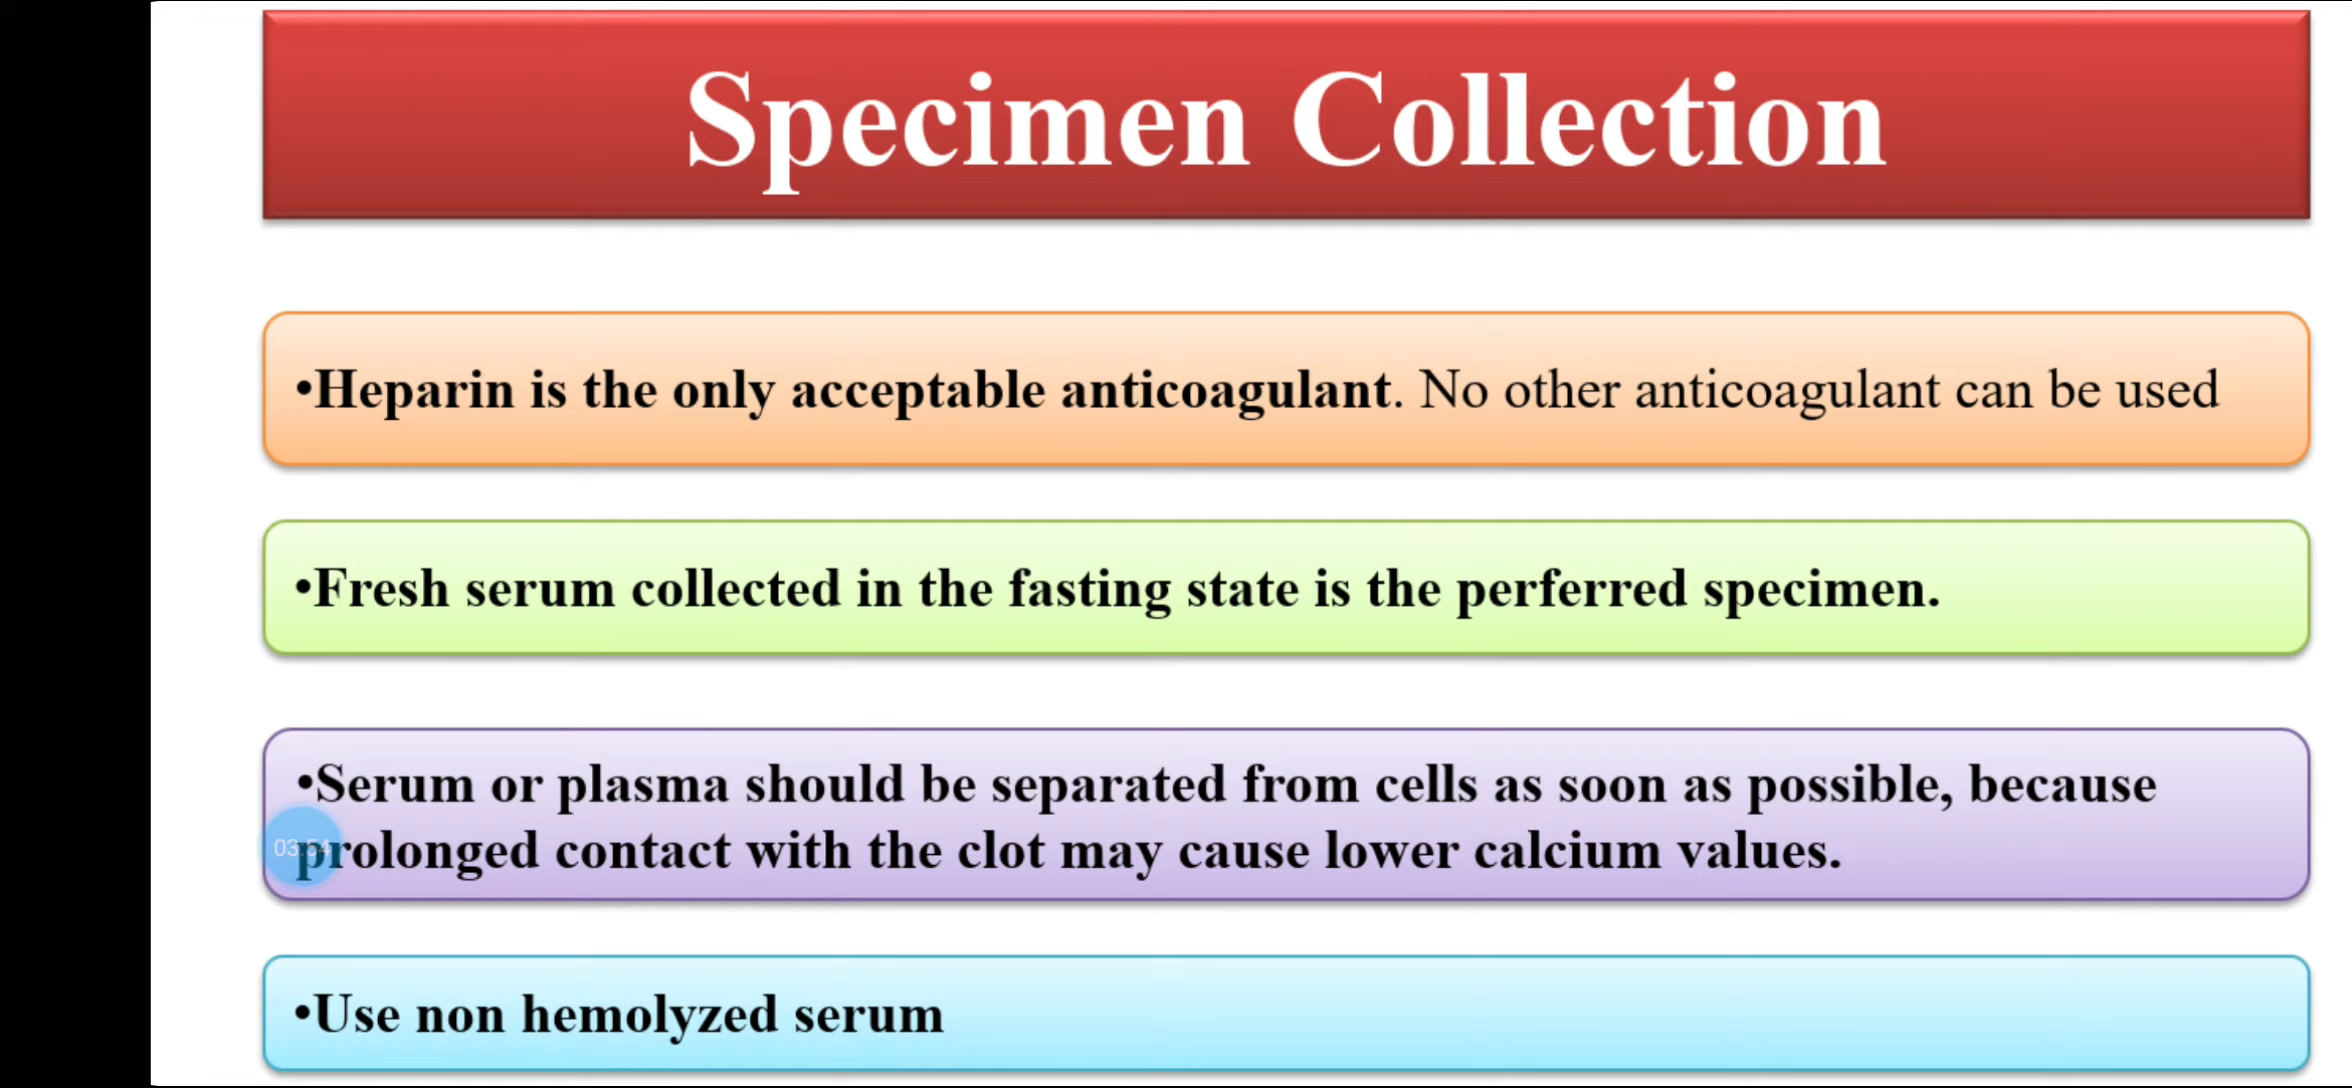 Specimen Collection
•Heparin is the only acceptable anticoagulant. No other anticoagulant can be used
•Fresh serum collected in the fasting state is the perferred specimen.
•Serum or plasma should be separated from cells as soon as possible, because
prolonged contact with the clot may cause lower calcium values.
03:54
•Use non hemolyzed serum